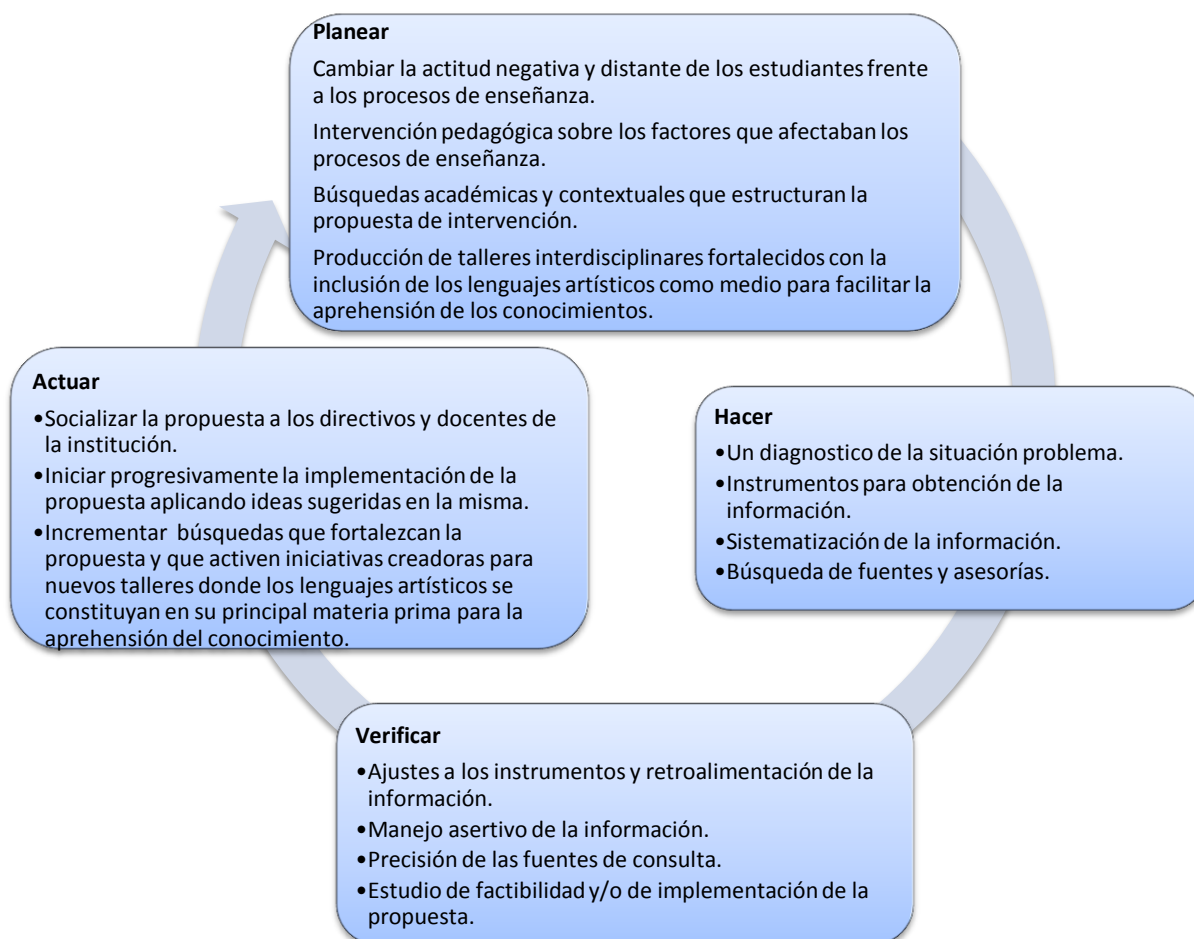 Planear
Cambiar la actitud negativa y distante de los estudiantes frente
a los procesos de enseñanza.
Intervención pedagógica sobre los factores que afectaban los
procesos de enseñanza.
Búsquedas académicas y contextuales que estructuran la
propuesta de intervención.
Producción de talleres interdisciplinares fortalecidos con la
inclusión de los lenguajes artísticos como medio para facilitar la
aprehensión de los conocimientos.
Hacer
•Un diagnostico de la situación problema.
•Instrumentos para obtención de la
información.
•Sistematización de la información.
•Búsqueda de fuentes y asesorías.
Verificar
•Ajustes a los instrumentos y retroalimentación de la
información.
•Manejo asertivo de la información.
•Precisión de las fuentes de consulta.
•Estudio de factibilidad y/o de implementación de la
propuesta.
Actuar
•Socializar la propuesta a los directivos y docentes de
la institución.
•Iniciar progresivamente la implementación de la
propuesta aplicando ideas sugeridas en la misma.
•Incrementar búsquedas que fortalezcan la
propuesta y que activen iniciativas creadoras para
nuevos talleres donde los lenguajes artísticos se
constituyan en su principal materia prima para la
aprehensión del conocimiento.